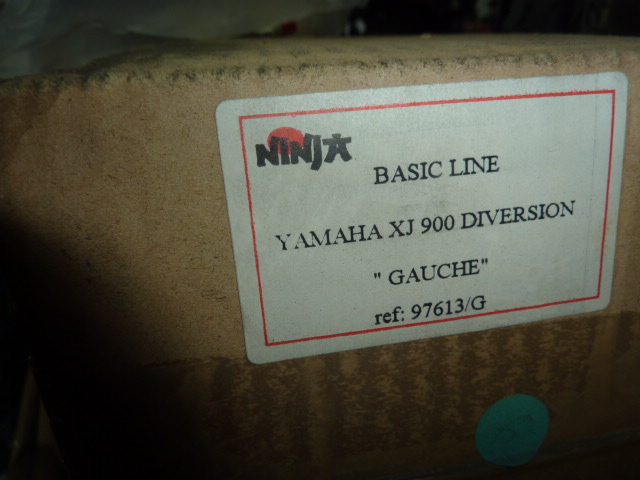 NINJA
BASIC LINE
YAMAHA XJ 900 DIVERSION
" GAUCHE"
ref: 97613/G